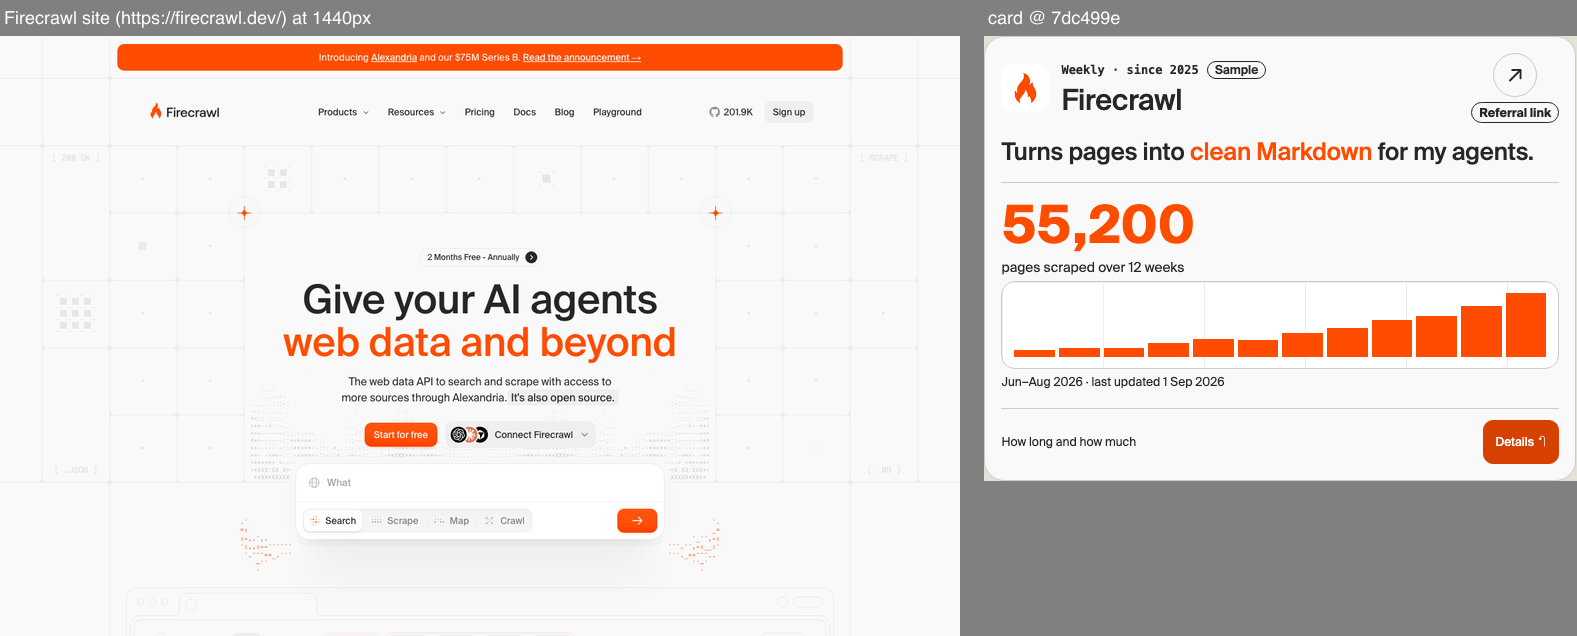 Firecrawl site (https://firecrawl.dev/) at 1440px
Introducing Alexandria and our $75M Series B. Read the announcement →
Firecrawl
Products
Resources
Pricing
Docs
Blog
Playground
201.9K
Sign up
[ 200 OK ]
[ SCRAPE ]
2 Months Free - Annually
Give your AI agents
web data and beyond
The web data API to search and scrape with access to
more sources through Alexandria. It's also open source.
Start for free
Connect Firecrawl
[ .JSON ]
[ .MD ]
What
Search
Scrape
Map
Crawl
card @ 7dc499e
Weekly · since 2025
Sample
Firecrawl
Referral link
Turns pages into clean Markdown for my agents.
55,200
pages scraped over 12 weeks
Jun–Aug 2026 · last updated 1 Sep 2026
How long and how much
Details